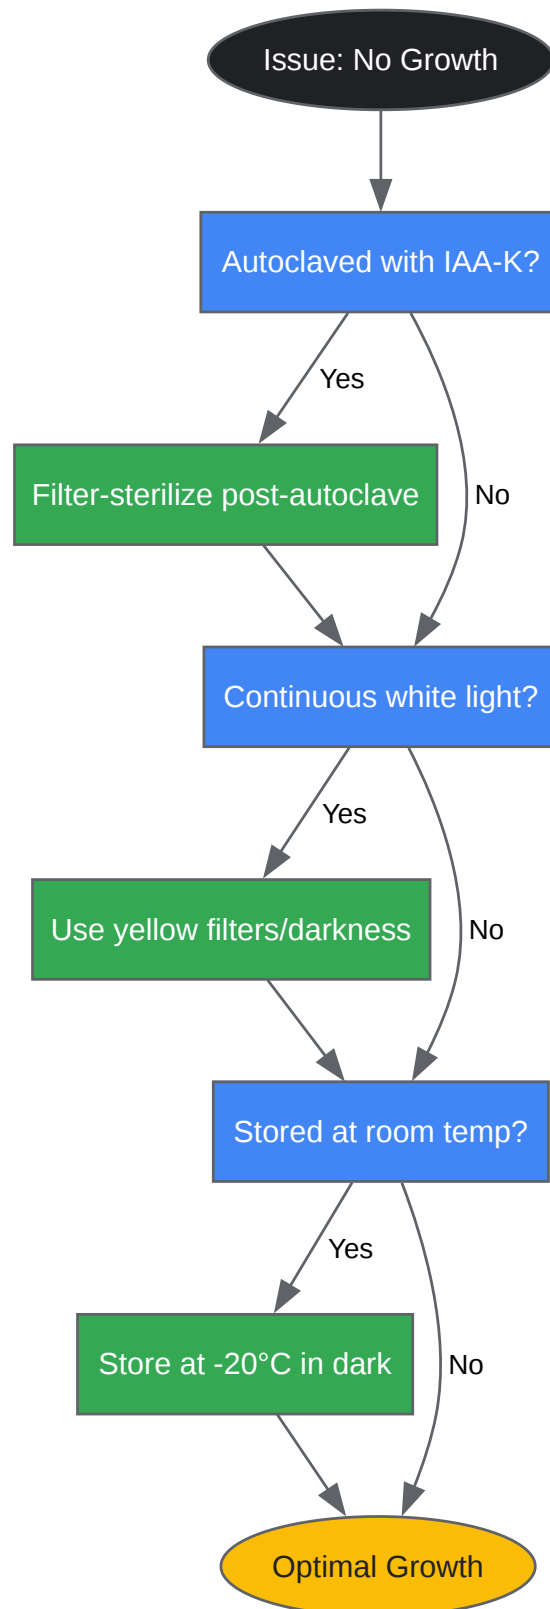 Issue: No Growth
Autoclaved with IAA-K?
Yes
Filter-sterilize post-autoclave
No
Continuous white light?
Yes
Use yellow filters/darkness
No
Stored at room temp?
Yes
Store at -20°C in dark
No
Optimal Growth